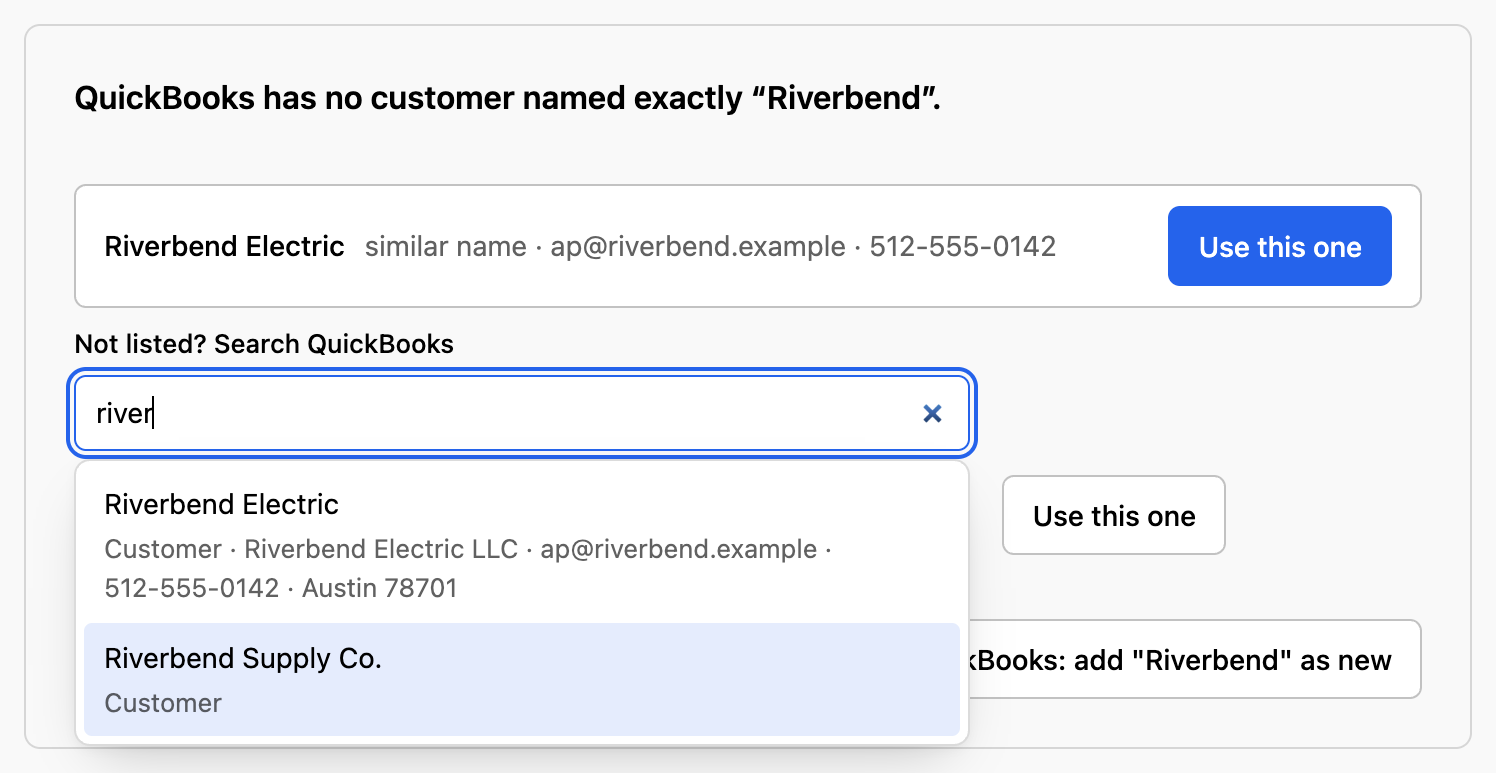 QuickBooks has no customer named exactly “Riverbend”.
Riverbend Electric similar name · ap@riverbend.example · 512-555-0142
Use this one
Not listed? Search QuickBooks
river
Riverbend Electric
Customer · Riverbend Electric LLC · ap@riverbend.example ·
512-555-0142 · Austin 78701
Use this one
Riverbend Supply Co.
Customer
: add "Riverbend" as new